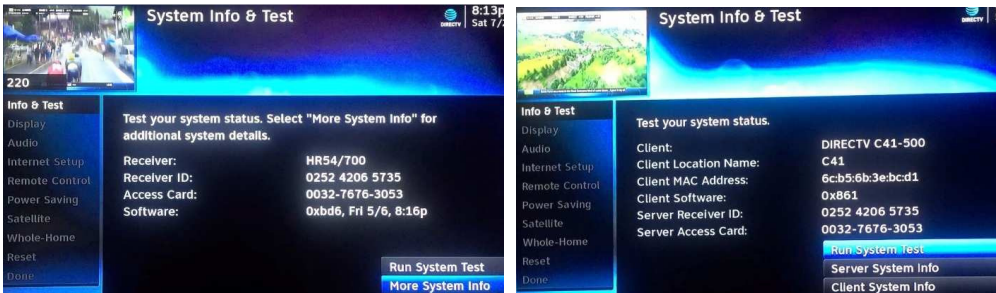 System Info & Test
DIRECTV
8:13p
Sat 7/2
220
Info & Test
Display
Audio
Internet Setup
Remote Control
Power Saving
Satellite
Whole-Home
Reset
Done
Test your system status. Select "More System Info" for
additional system details.
Receiver: HR54/700
Receiver ID: 0252 4206 5735
Access Card: 0032-7676-3053
Software: 0xbd6, Fri 5/6, 8:16p
Run System Test
More System Info
System Info & Test
DIRECTV
Info & Test
Display
Audio
Internet Setup
Remote Control
Power Saving
Satellite
Whole-Home
Reset
Done
Test your system status.
Client: DIRECTV C41-500
Client Location Name: C41
Client MAC Address: 6c:b5:6b:3e:bc:d1
Client Software: 0x861
Server Receiver ID: 0252 4206 5735
Server Access Card: 0032-7676-3053
Run System Test
Server System Info
Client System Info